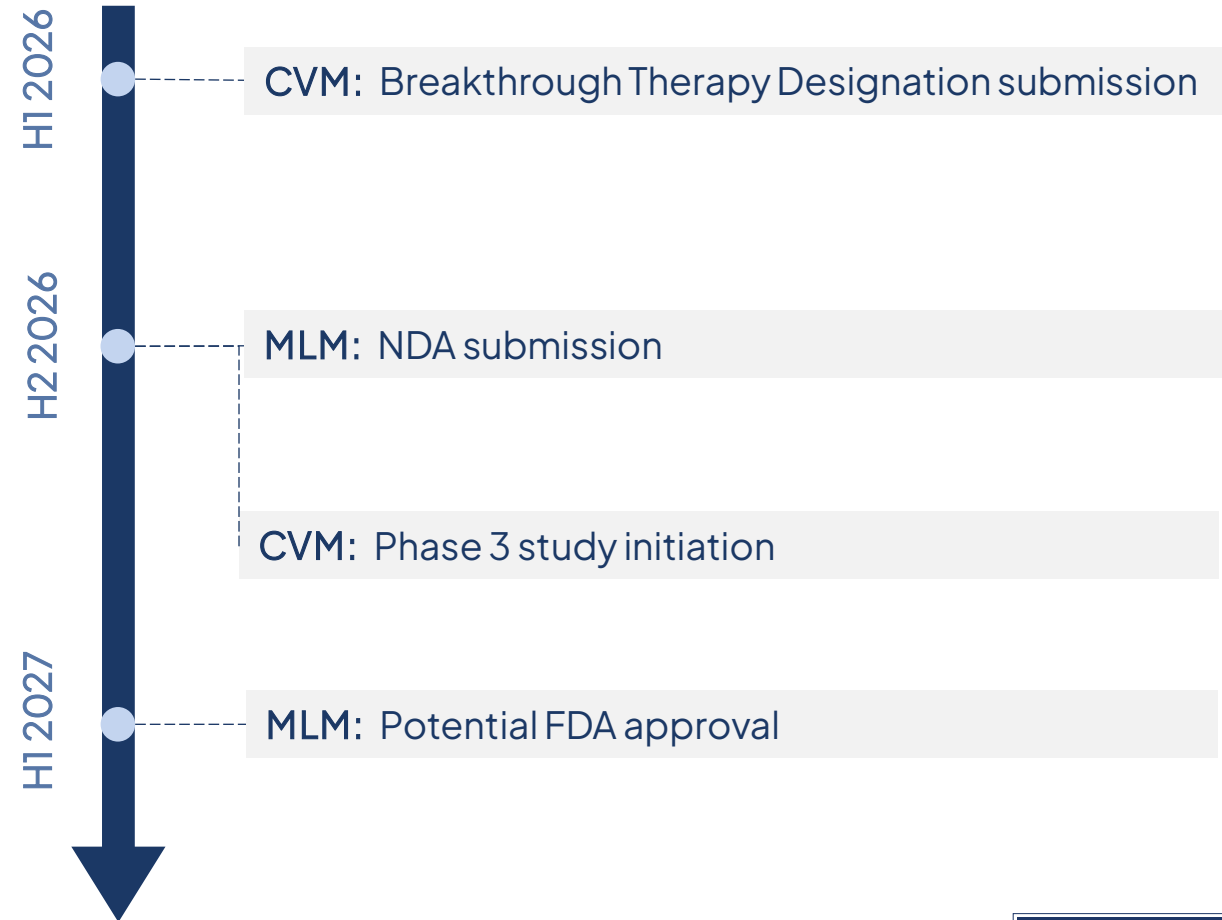 H1 2026
CVM: Breakthrough Therapy Designation submission
H2 2026
MLM: NDA submission
CVM: Phase 3 study initiation
H1 2027
MLM: Potential FDA approval